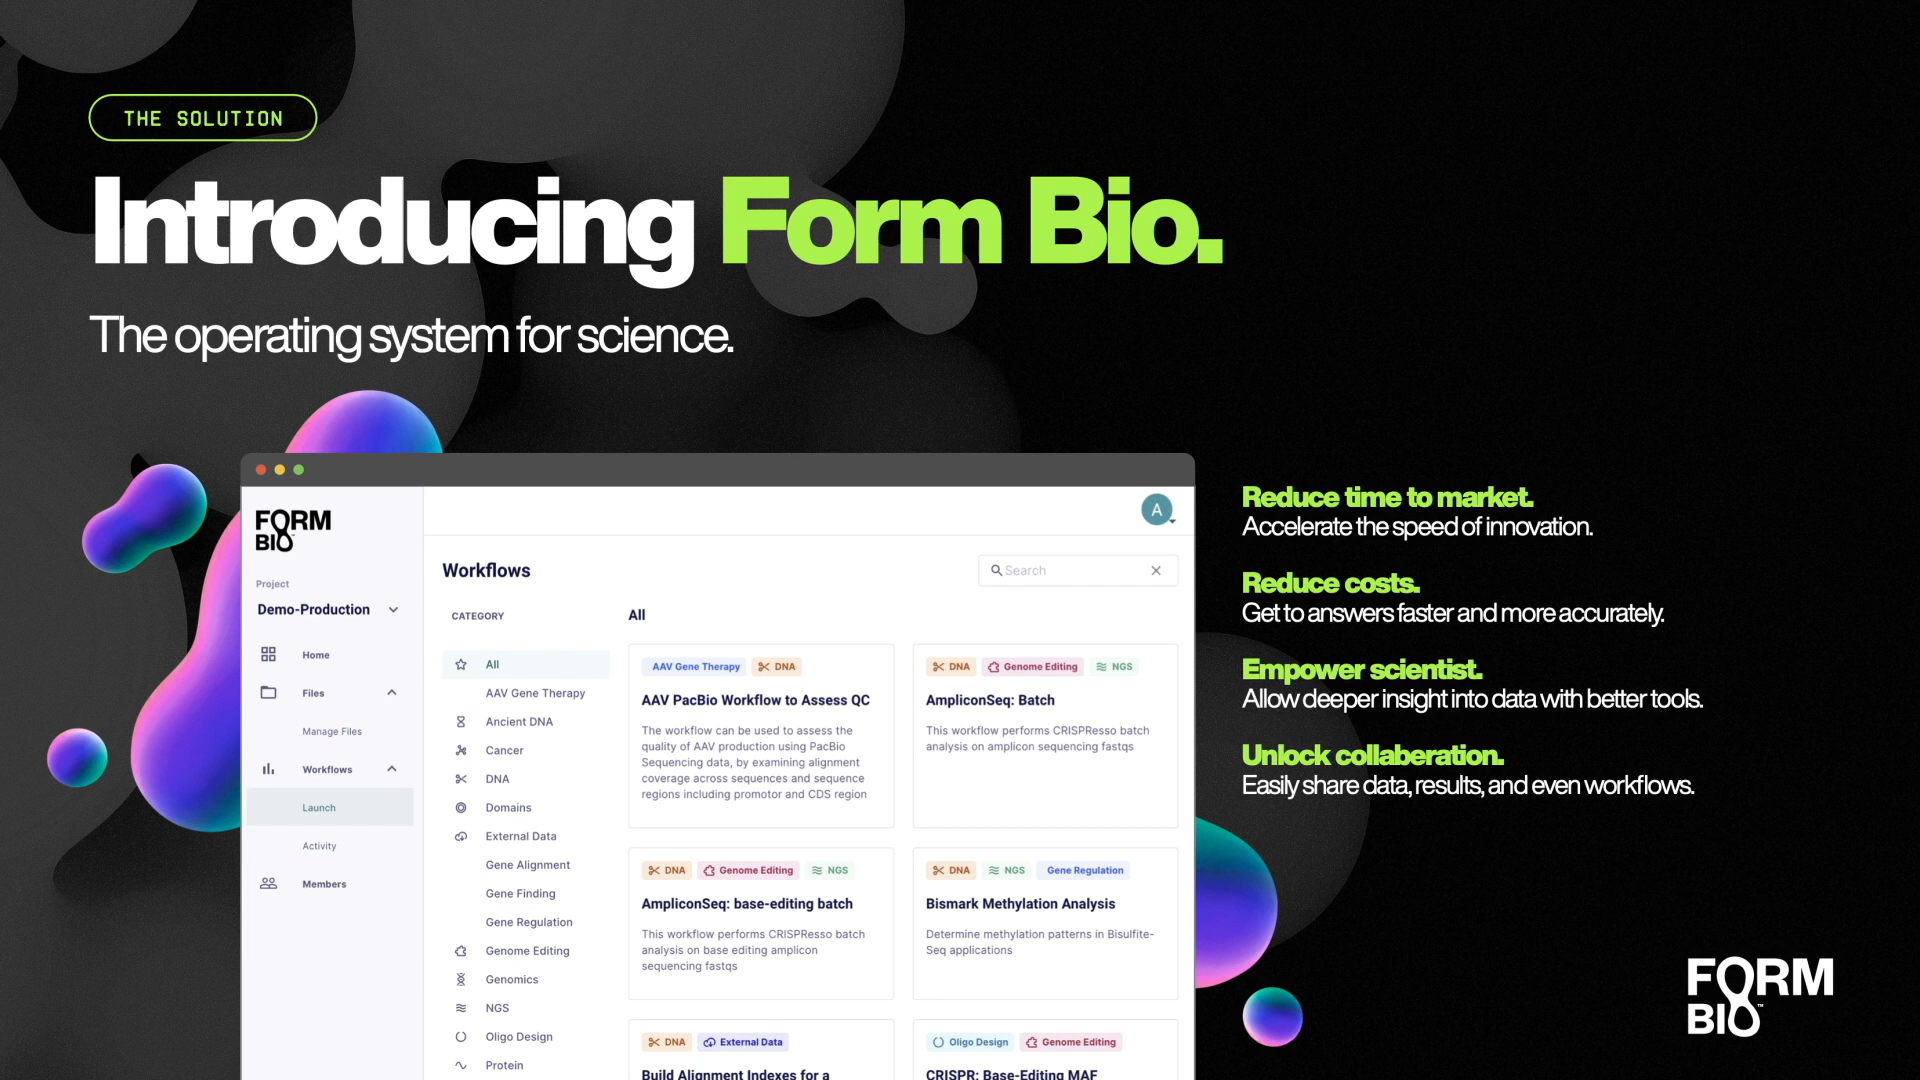 THE SOLUTION
Introducing Form Bio.
The operating system for science.
FORM
BIO
Project
Demo-Production
Home
Files
Manage Files
Workflows
Launch
Activity
Members
A
Workflows
Search
CATEGORY
All
AAV Gene Therapy
Ancient DNA
Cancer
DNA
Domains
External Data
Gene Alignment
Gene Finding
Gene Regulation
Genome Editing
Genomics
NGS
Oligo Design
Protein
All
AAV Gene Therapy DNA
AAV PacBio Workflow to Assess QC
The workflow can be used to assess the
quality of AAV production using PacBio
Sequencing data, by examining alignment
coverage across sequences and sequence
regions including promotor and CDS region
DNA Genome Editing NGS
AmpliconSeq: Batch
This workflow performs CRISPResso batch
analysis on amplicon sequencing fastqs
DNA Genome Editing NGS
AmpliconSeq: base-editing batch
This workflow performs CRISPResso batch
analysis on base editing amplicon
sequencing fastqs
DNA NGS Gene Regulation
Bismark Methylation Analysis
Determine methylation patterns in Bisulfite-
Seq applications
DNA External Data
Build Alignment Indexes for a
Oligo Design Genome Editing
CRISPR: Base-Editing MAF
Reduce time to market.
Accelerate the speed of innovation.
Reduce costs.
Get to answers faster and more accurately.
Empower scientist.
Allow deeper insight into data with better tools.
Unlock collaberation.
Easily share data, results, and even workflows.
FORM
BIO™